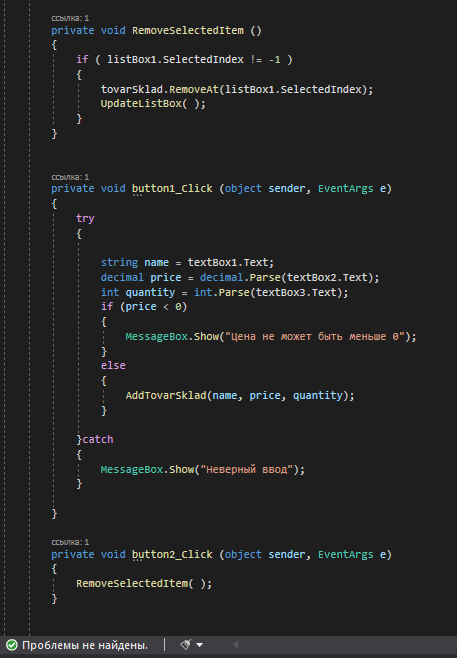 ссылка: 1
private void RemoveSelectedItem ()
{
if ( listBox1.SelectedIndex != -1 )
{
tovarSklad.RemoveAt(listBox1.SelectedIndex);
UpdateListBox( );
}
}
ссылка: 1
private void button1_Click (object sender, EventArgs e)
{
try
{
string name = textBox1.Text;
decimal price = decimal.Parse(textBox2.Text);
int quantity = int.Parse(textBox3.Text);
if (price < 0)
{
MessageBox.Show("Цена не может быть меньше 0");
}
else
{
AddTovarSklad(name, price, quantity);
}
}catch
{
MessageBox.Show("Неверный ввод");
}
}
ссылка: 1
private void button2_Click (object sender, EventArgs e)
{
RemoveSelectedItem( );
}
Проблемы не найдены.